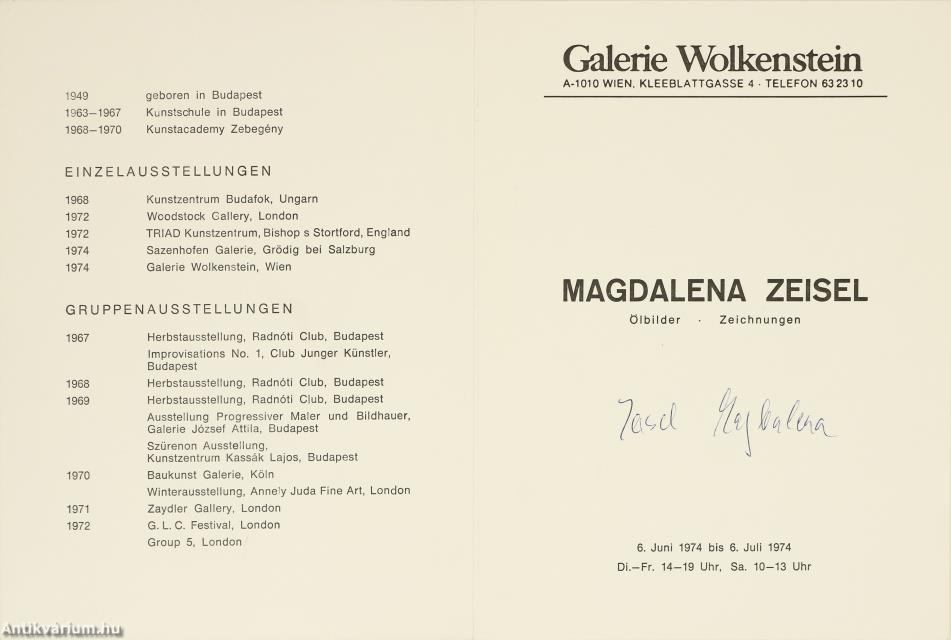 1949 geboren in Budapest
1963—1967 Kunstschule in Budapest
1968—1970 Kunstacademy Zebegény
EINZELAUSSTELLUNGEN
1968 Kunstzentrum Budafok, Ungarn
1972 Woodstock Gallery, London
1972 TRIAD Kunstzentrum, Bishop s Stortford, England
1974 Sazenhofen Galerie, Grödig bei Salzburg
1974 Galerie Wolkenstein, Wien
GRUPPENAUSSTELLUNGEN
1967 Herbstausstellung, Radnóti Club, Budapest
Improvisations No. 1, Club Junger Künstler,
Budapest
1968 Herbstausstellung, Radnóti Club, Budapest
1969 Herbstausstellung, Radnóti Club, Budapest
Ausstellung Progressiver Maler und Bildhauer,
Galerie József Attila, Budapest
Szürenon Ausstellung,
Kunstzentrum Kassák Lajos, Budapest
1970 Baukunst Galerie, Köln
Winterausstellung, Annely Juda Fine Art, London
1971 Zaydler Gallery, London
1972 G. L. C. Festival, London
Group 5, London
Galerie Wolkenstein
A-1010 WIEN, KLEEBLATTGASSE 4 · TELEFON 63 23 10
MAGDALENA ZEISEL
Ölbilder · Zeichnungen
Magdalena
6. Juni 1974 bis 6. Juli 1974
Di.—Fr. 14—19 Uhr, Sa. 10—13 Uhr
Antikvárium.hu